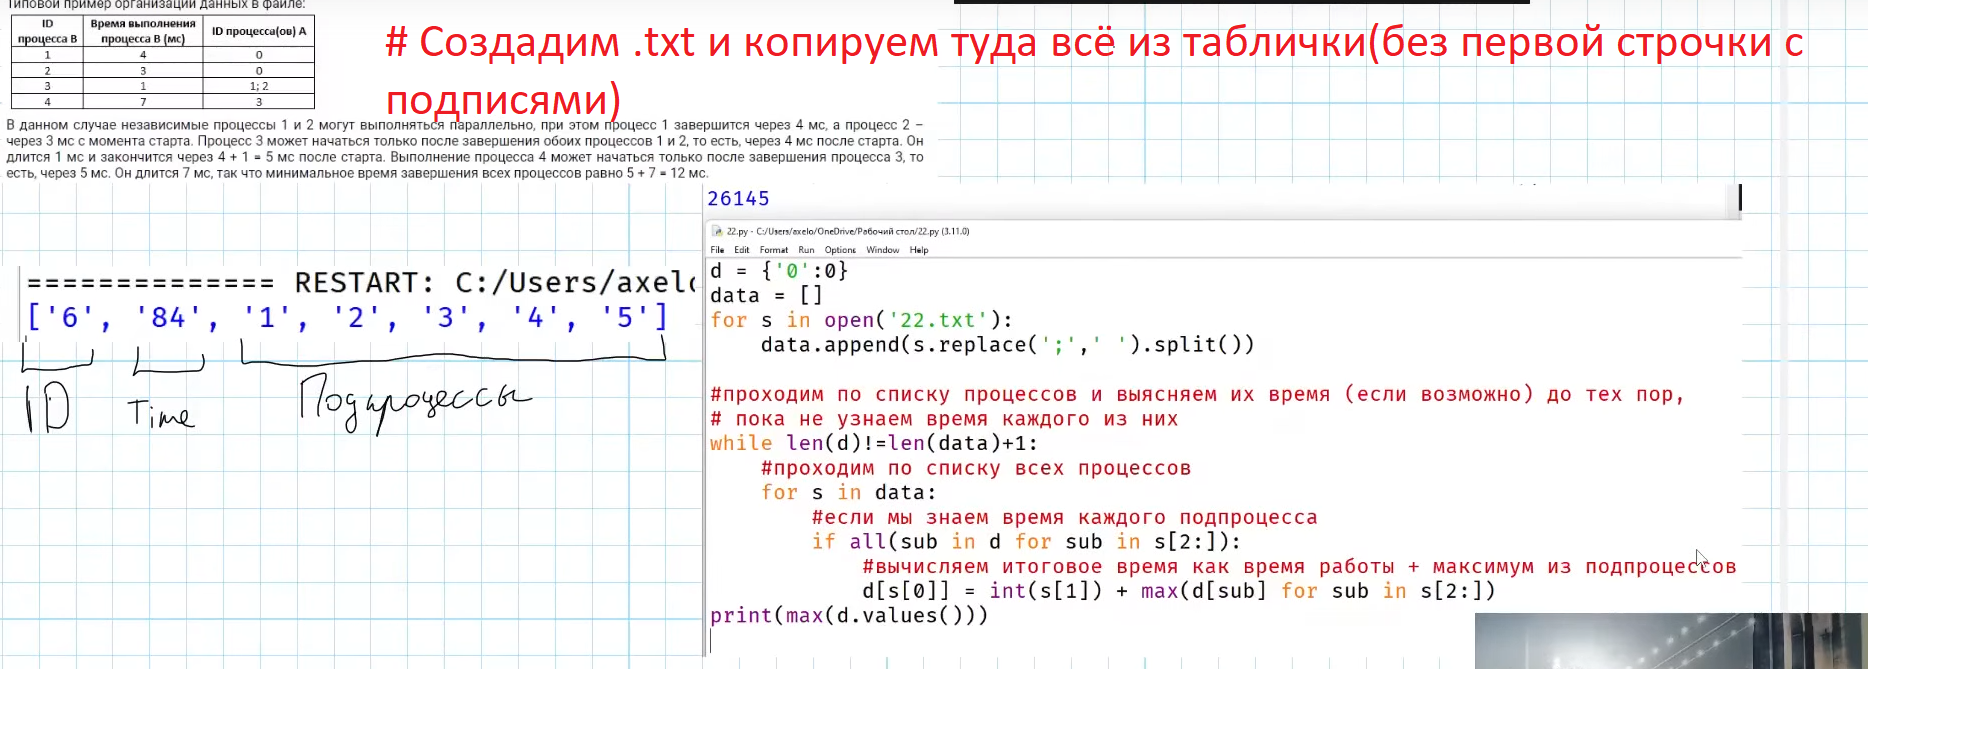 Типовой пример организации данных в файле:
ID процесса B | Время выполнения процесса B (мс) | ID процесса(ов) A
1 | 4 | 0
2 | 3 | 0
3 | 1 | 1; 2
4 | 7 | 3
# Создадим .txt и копируем туда всё из таблички(без первой строчки с
подписями)
В данном случае независимые процессы 1 и 2 могут выполняться параллельно, при этом процесс 1 завершится через 4 мс, а процесс 2 –
через 3 мс с момента старта. Процесс 3 может начаться только после завершения обоих процессов 1 и 2, то есть, через 4 мс после старта. Он
длится 1 мс и закончится через 4 + 1 = 5 мс после старта. Выполнение процесса 4 может начаться только после завершения процесса 3, то
есть, через 5 мс. Он длится 7 мс, так что минимальное время завершения всех процессов равно 5 + 7 = 12 мс.
============== RESTART: C:/Users/axelo
['6', '84', '1', '2', '3', '4', '5']
ID Time Подпроцессы
26145
22.py - C:/Users/axelo/OneDrive/Рабочий стол/22.py (3.11.0)
File Edit Format Run Options Window Help
d = {'0':0}
data = []
for s in open('22.txt'):
    data.append(s.replace(';',' ').split())
#проходим по списку процессов и выясняем их время (если возможно) до тех пор,
# пока не узнаем время каждого из них
while len(d)!=len(data)+1:
    #проходим по списку всех процессов
    for s in data:
        #если мы знаем время каждого подпроцесса
        if all(sub in d for sub in s[2:]):
            #вычисляем итоговое время как время работы + максимум из подпроцессов
            d[s[0]] = int(s[1]) + max(d[sub] for sub in s[2:])
print(max(d.values()))